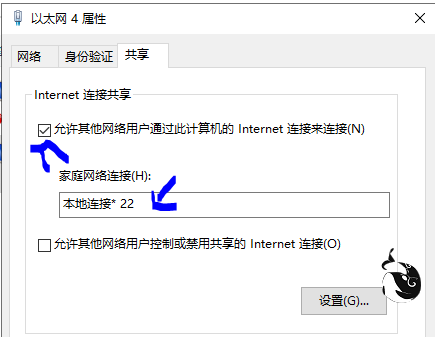 以太网 4 属性
网络 身份验证 共享
Internet 连接共享
允许其他网络用户通过此计算机的 Internet 连接来连接(N)
家庭网络连接(H):
本地连接* 22
允许其他网络用户控制或禁用共享的 Internet 连接(O)
设置(G)...